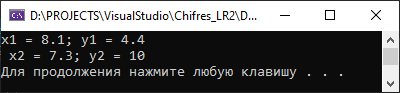 D:\PROJECTS\VisualStudio\Chifres_LR2\D...
x1 = 8.1; y1 = 4.4
x2 = 7.3; y2 = 10
Для продолжения нажмите любую клавишу . . .